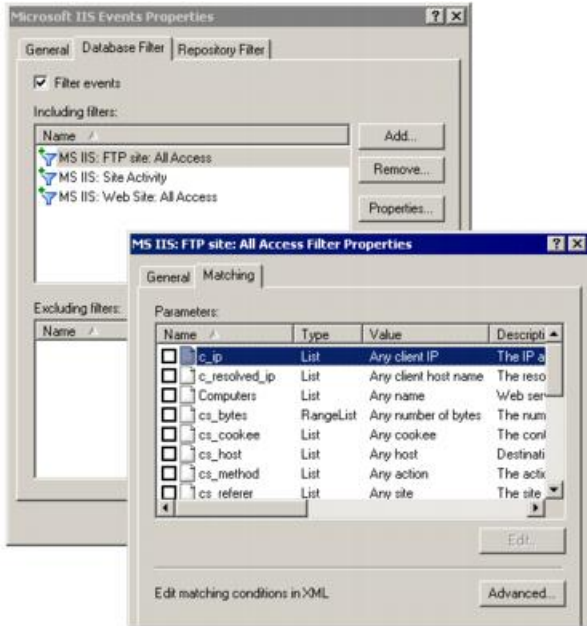 Microsoft IIS Events Properties
General Database Filter Repository Filter
Filter events
Including filters:
Name
MS IIS: FTP site: All Access
MS IIS: Site Activity
MS IIS: Web Site: All Access
Add...
Remove...
Properties...
Excluding filters:
Name
MS IIS: FTP site: All Access Filter Properties
General Matching
Parameters:
Name Type Value Descripti
c_ip List Any client IP The IP a
c_resolved_ip List Any client host name The reso
Computers List Any name Web serv
cs_bytes RangeList Any number of bytes The num
cs_cookee List Any cookee The cont
cs_host List Any host Destinati
cs_method List Any action The actic
cs_referer List Any site The site
Edit...
Edit matching conditions in XML
Advanced...